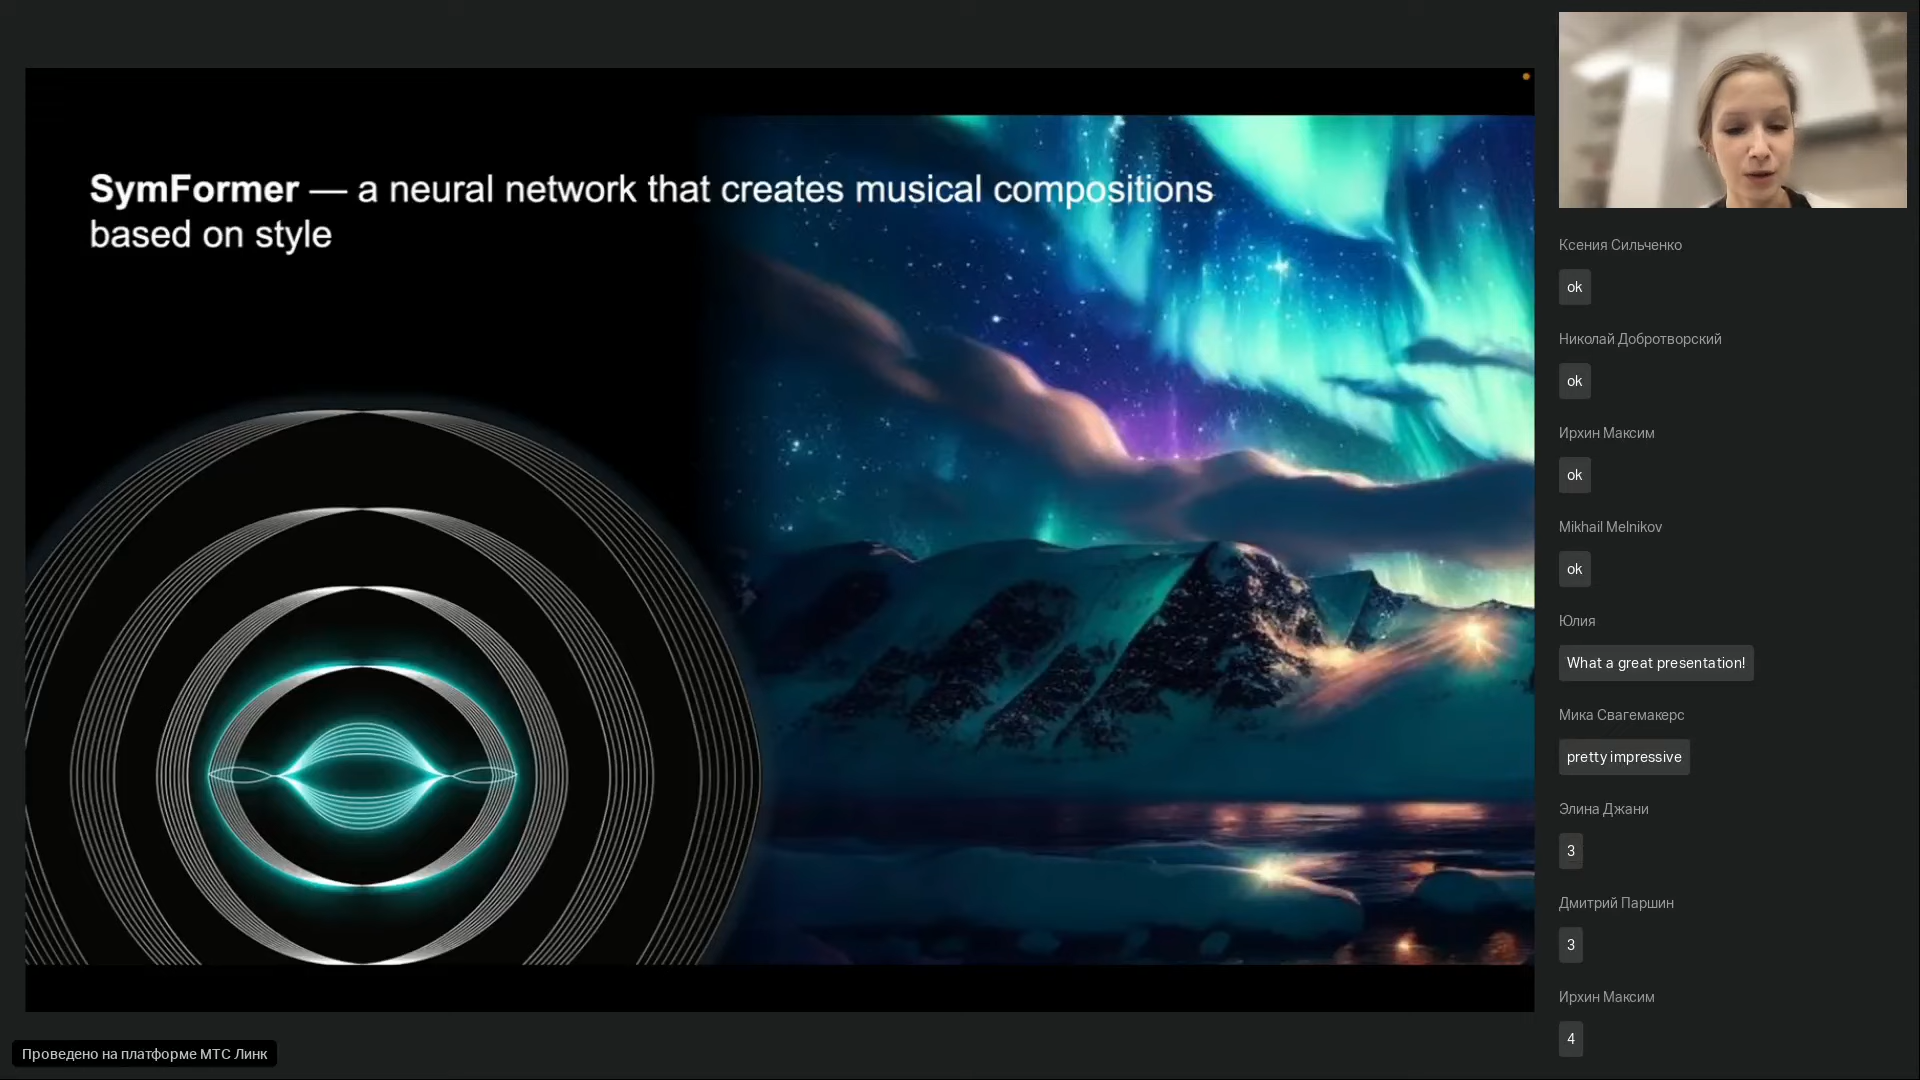 SymFormer — a neural network that creates musical compositions
based on style
Ксения Сильченко
ok
Николай Добротворский
ok
Ирхин Максим
ok
Mikhail Melnikov
ok
Юлия
What a great presentation!
Мика Свагемакерс
pretty impressive
Элина Джани
3
Дмитрий Паршин
3
Ирхин Максим
4
Проведено на платформе МТС Линк